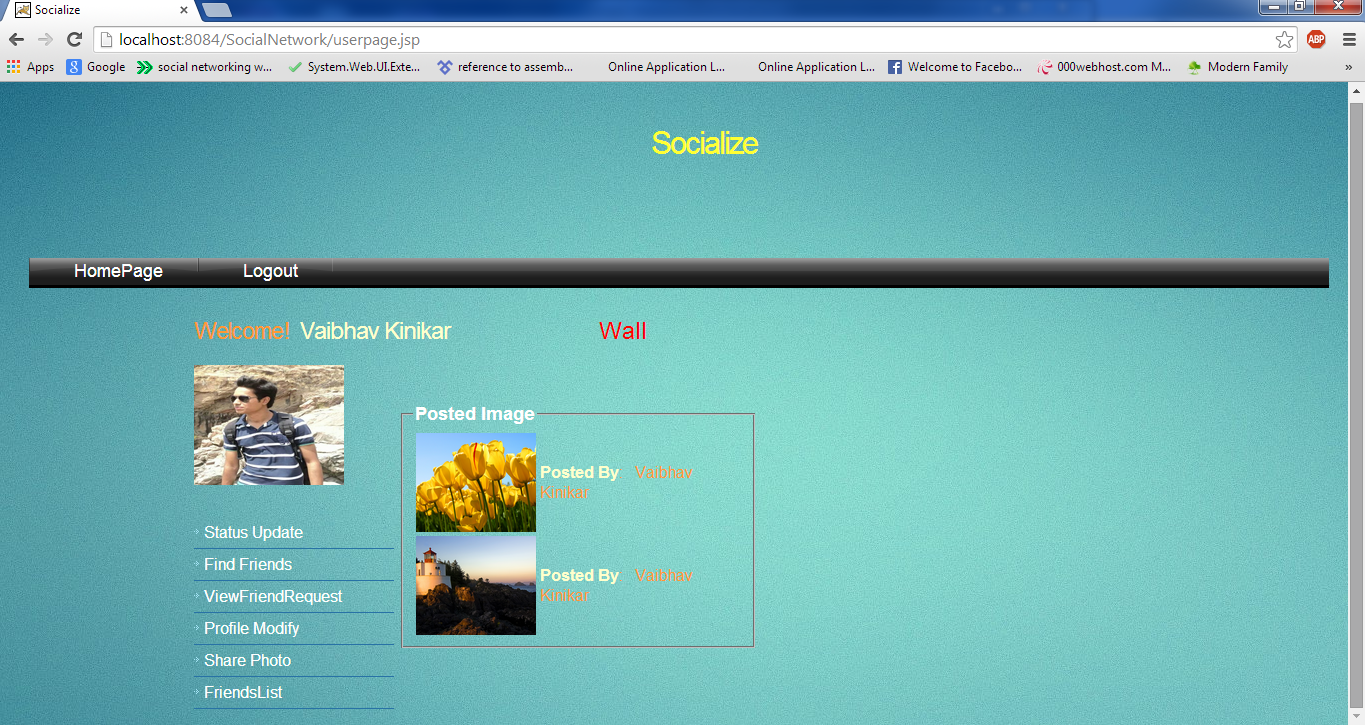 Socialize
localhost:8084/SocialNetwork/userpage.jsp
ABP
Apps Google social networking w... System.Web.UI.Exte... reference to assemb... Online Application L... Online Application L... Welcome to Facebo... 000webhost.com M... Modern Family »
Socialize
HomePage Logout
Welcome! Vaibhav Kinikar Wall
Posted Image
Posted By Vaibhav
Kinikar
Status Update
Find Friends
Posted By: Vaibhav
Kinikar
ViewFriendRequest
Profile Modify
Share Photo
FriendsList